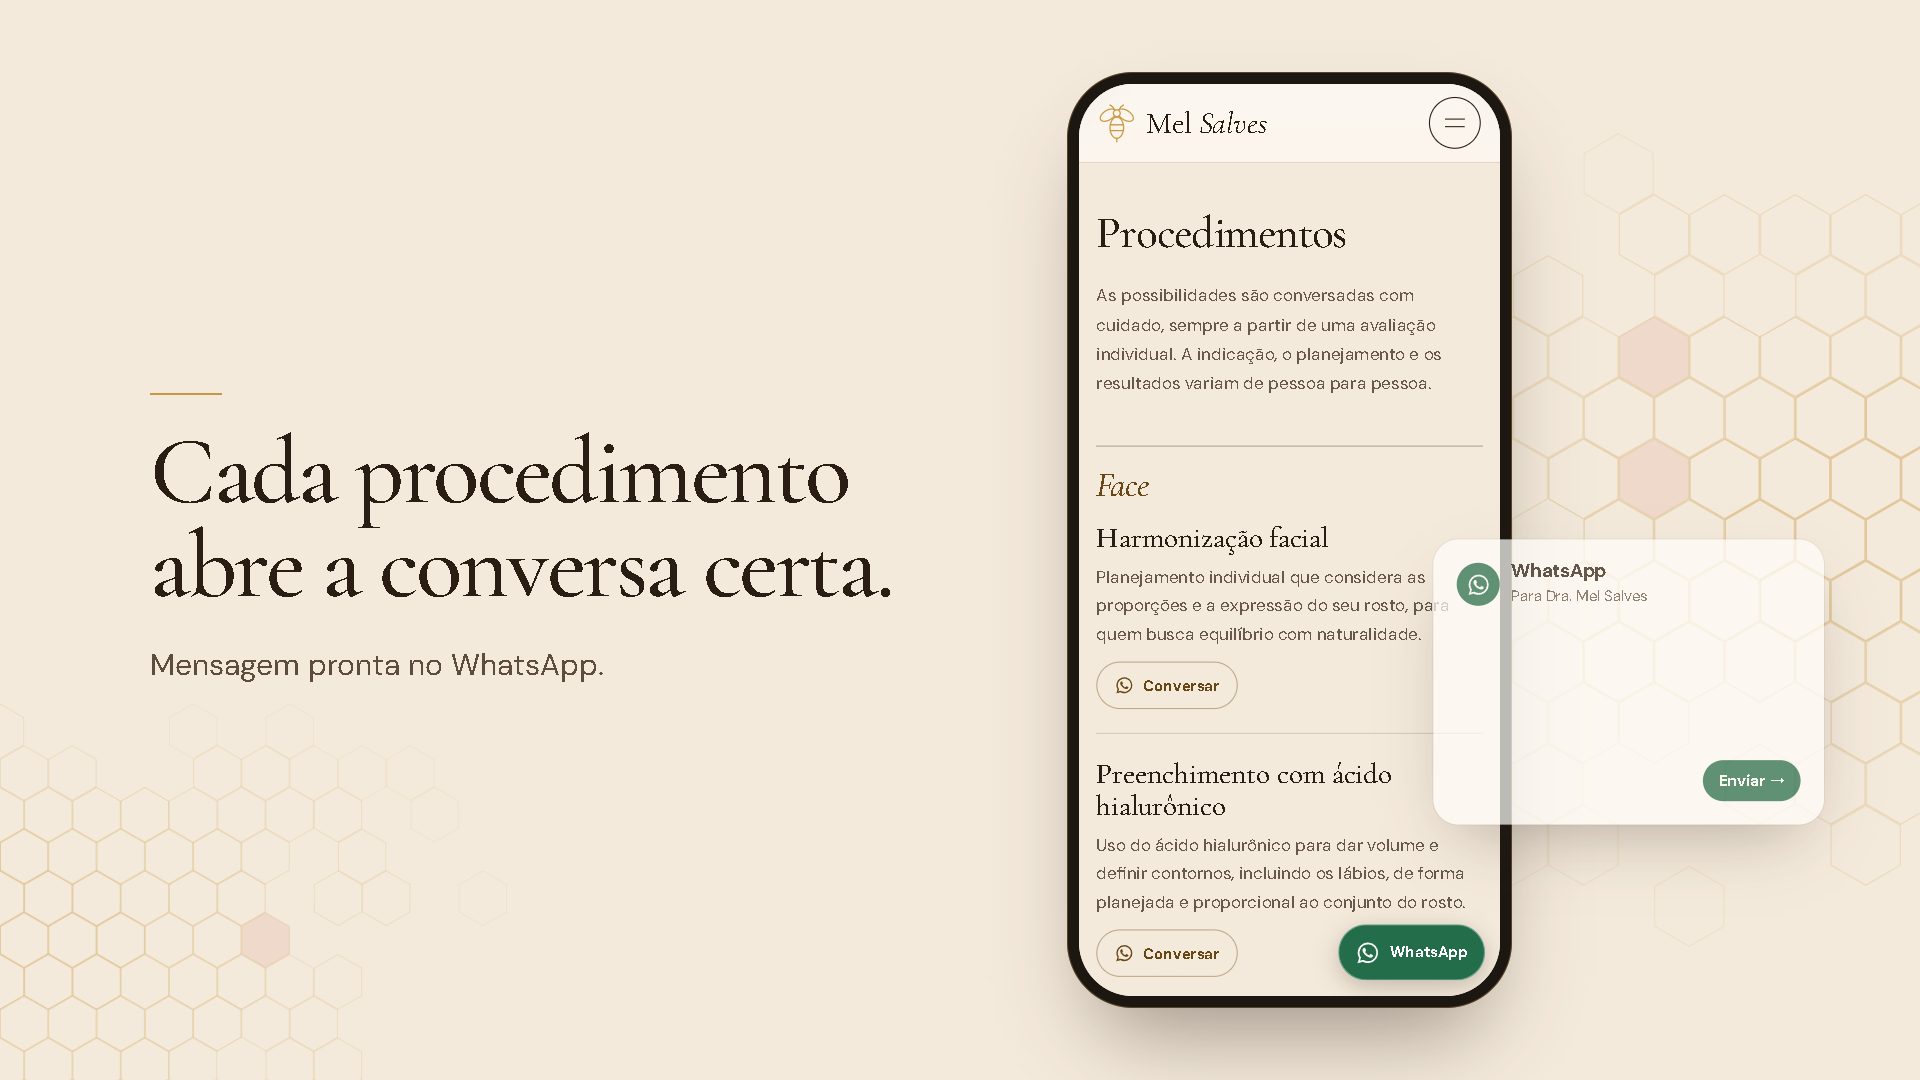 Cada procedimento
abre a conversa certa.
Mensagem pronta no WhatsApp.
Mel Salves
Procedimentos
As possibilidades são conversadas com
cuidado, sempre a partir de uma avaliação
individual. A indicação, o planejamento e os
resultados variam de pessoa para pessoa.
Face
Harmonização facial
Planejamento individual que considera as
proporções e a expressão do seu rosto, para
quem busca equilíbrio com naturalidade.
Conversar
Preenchimento com ácido
hialurônico
Uso do ácido hialurônico para dar volume e
definir contornos, incluindo os lábios, de forma
planejada e proporcional ao conjunto do rosto.
Conversar
WhatsApp
WhatsApp
Para Dra. Mel Salves
Enviar →